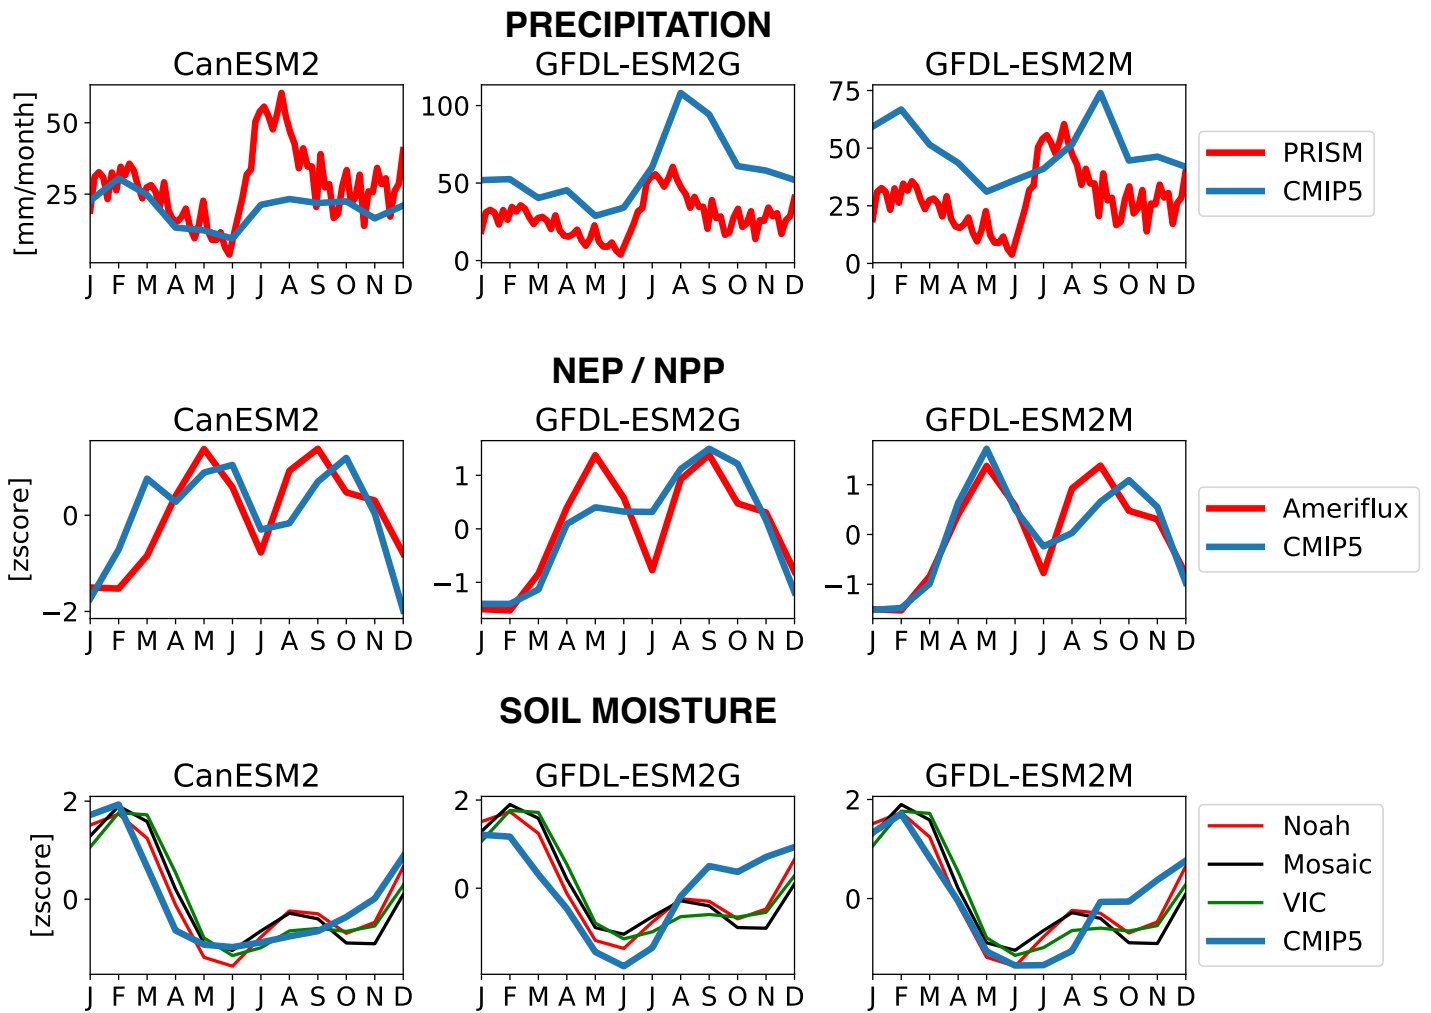 PRECIPITATION
CanESM2 GFDL-ESM2G GFDL-ESM2M
[mm/month]
50
25
100
50
0
75
50
25
0
J F M A M J J A S O N D
J F M A M J J A S O N D
J F M A M J J A S O N D
PRISM
CMIP5
NEP / NPP
CanESM2 GFDL-ESM2G GFDL-ESM2M
[zscore]
0
−2
1
0
−1
1
0
−1
J F M A M J J A S O N D
J F M A M J J A S O N D
J F M A M J J A S O N D
Ameriflux
CMIP5
SOIL MOISTURE
CanESM2 GFDL-ESM2G GFDL-ESM2M
[zscore]
2
0
2
0
2
0
J F M A M J J A S O N D
J F M A M J J A S O N D
J F M A M J J A S O N D
Noah
Mosaic
VIC
CMIP5